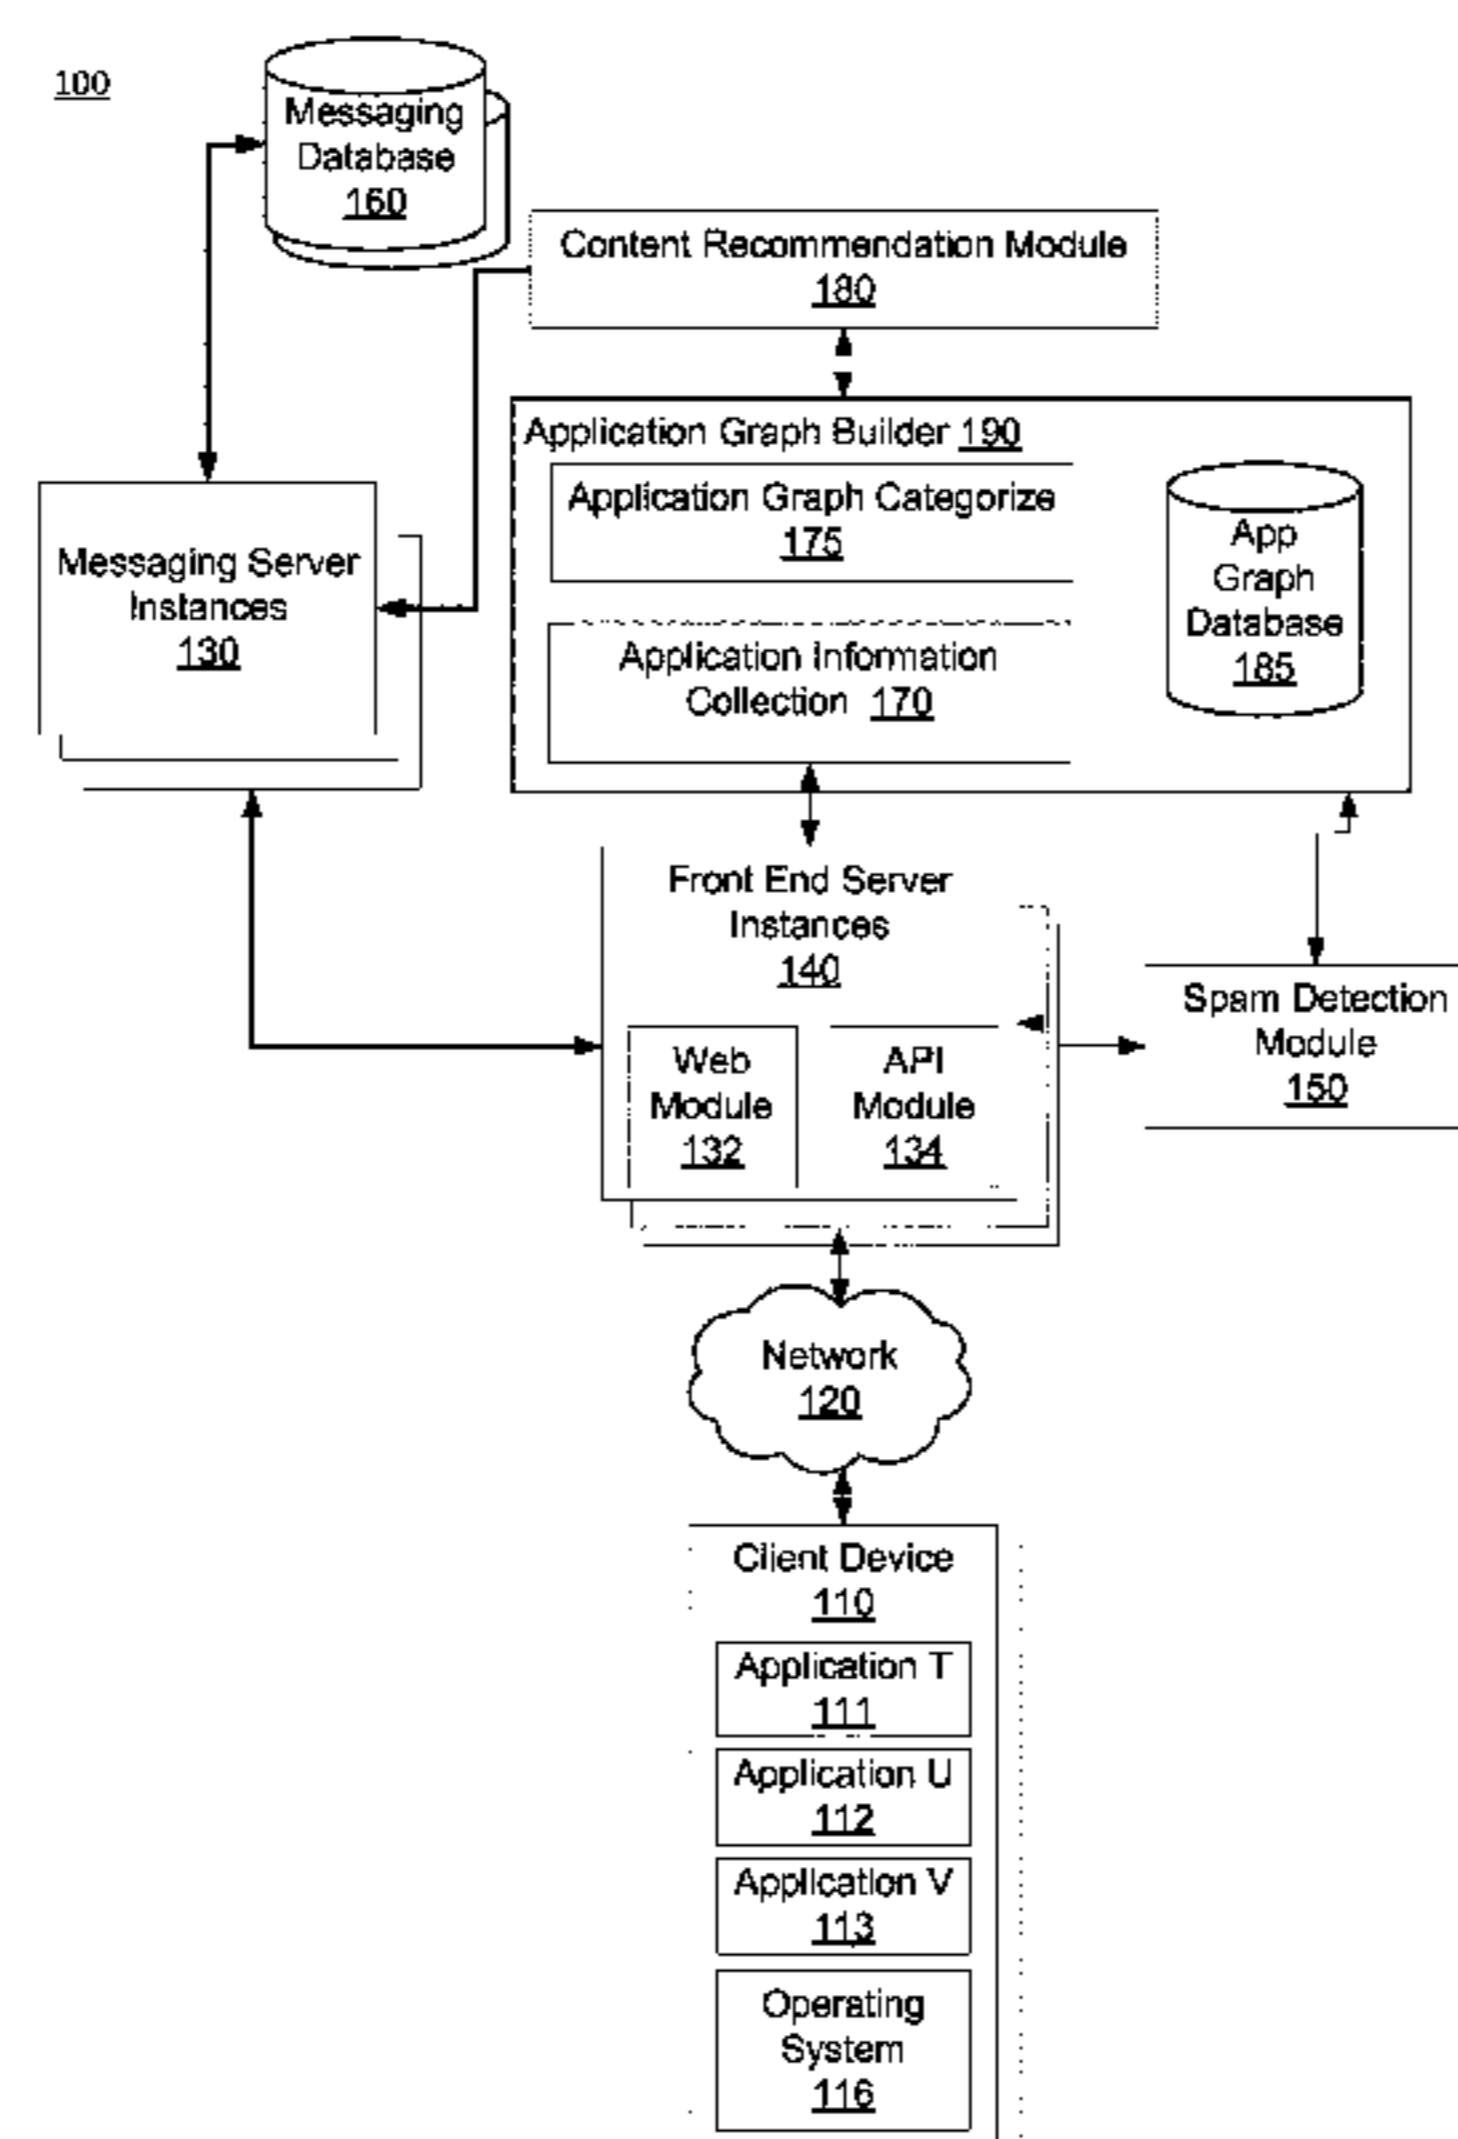 100
Messaging
Database
160
Content Recommendation Module
180
Application Graph Builder 190
Application Graph Categorize
175
App
Graph
Database
185
Application Information
Collection 170
Messaging Server
Instances
130
Front End Server
Instances
140
Web
Module
132
API
Module
134
Spam Detection
Module
150
Network
120
Client Device
110
Application T
111
Application U
112
Application V
113
Operating
System
116